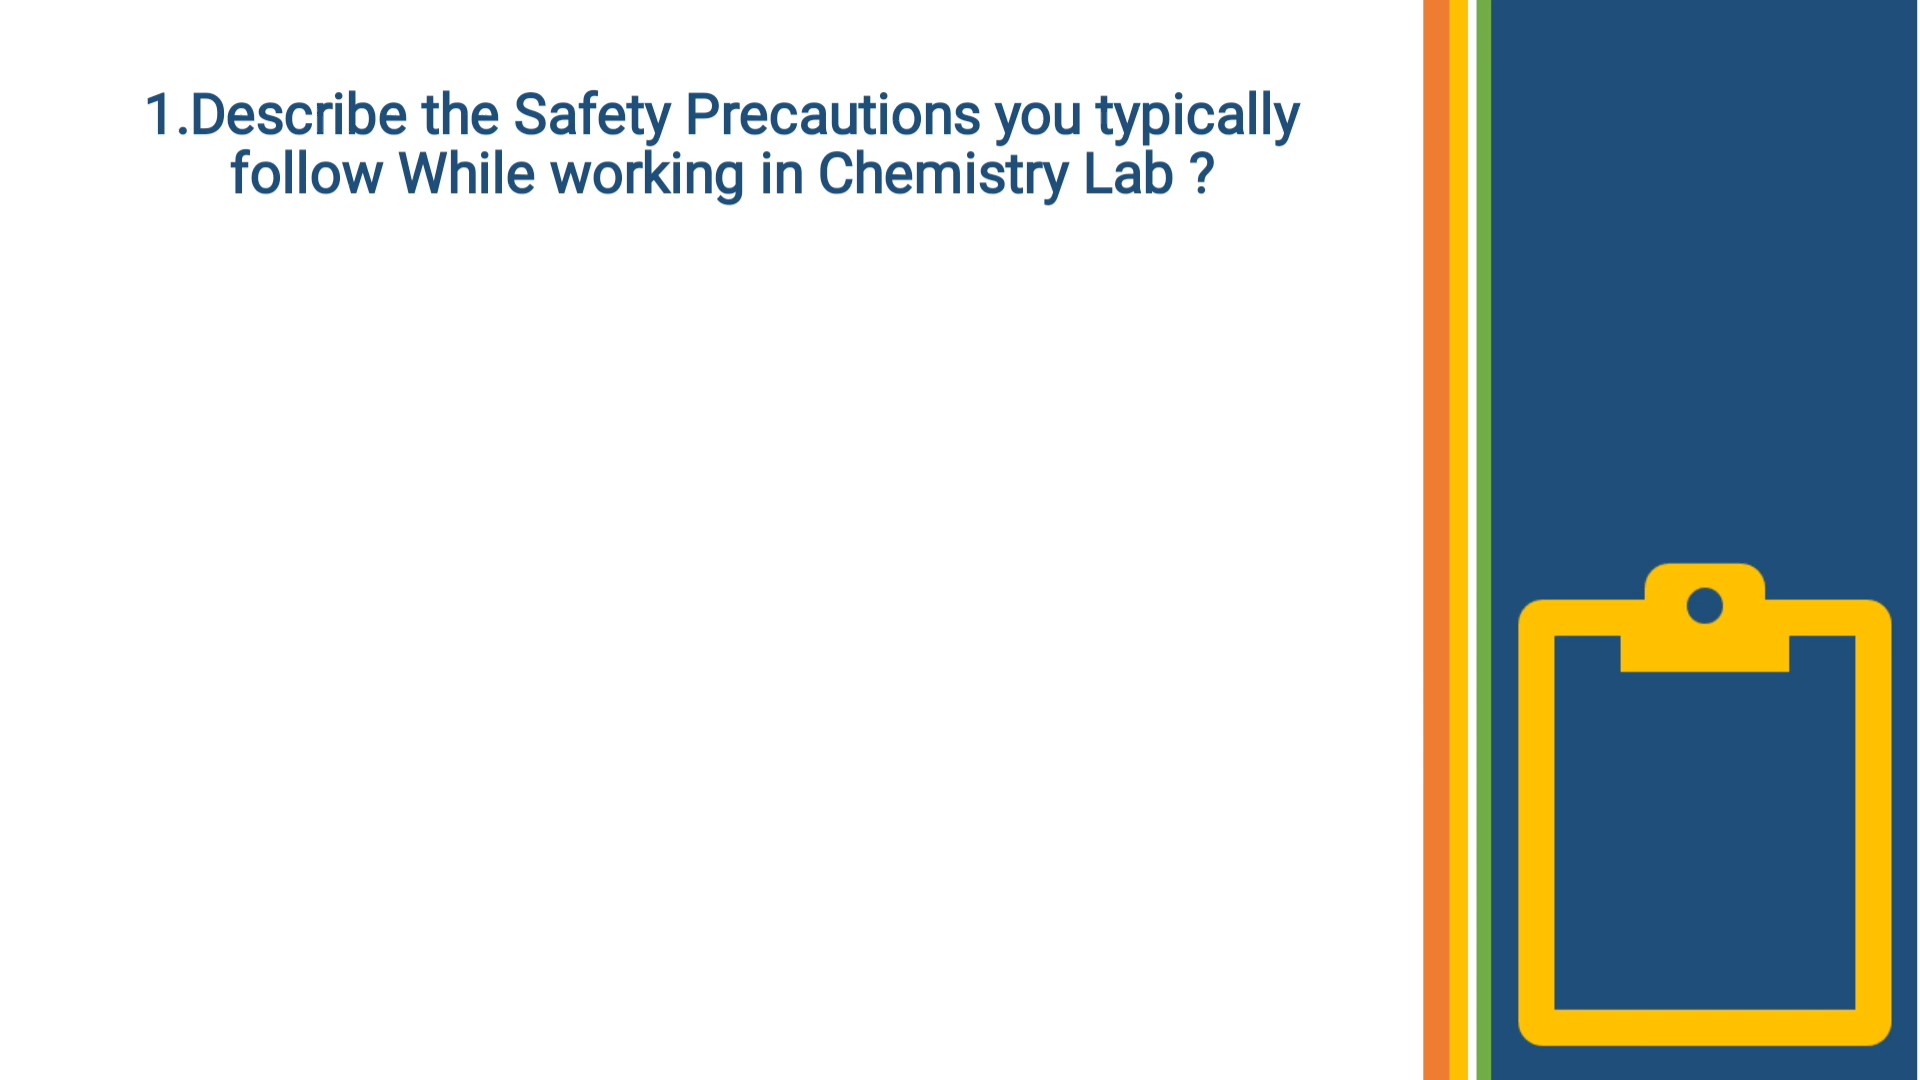 1.Describe the Safety Precautions you typically
follow While working in Chemistry Lab ?